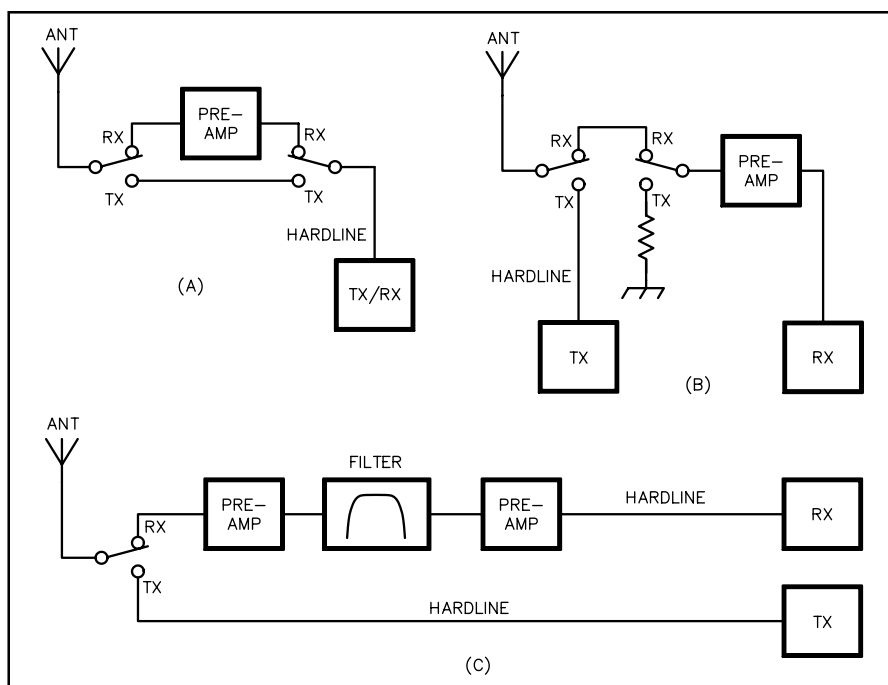 ANT
RX
PRE-
AMP
RX
TX
TX
HARDLINE
TX/RX
(A)
ANT
RX
RX
PRE-
AMP
TX
TX
HARDLINE
TX
RX
(B)
ANT
RX
PRE-
AMP
FILTER
PRE-
AMP
HARDLINE
RX
TX
HARDLINE
TX
(C)